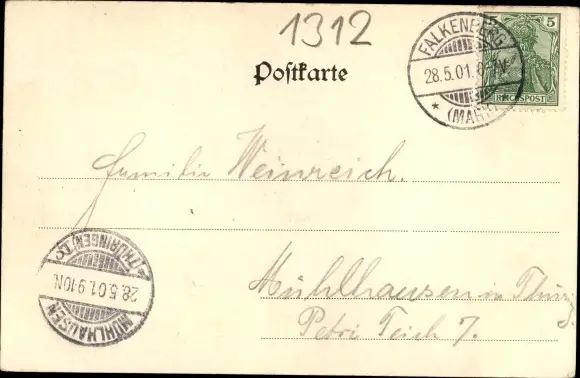 1312
Postkarte
FALKENBERG
28.5.01.
* (MARK)
5
REICHSPOST
Familie Weinreich.
Mühlhausen in Thüring.
Petri Teich 7.
MÜHLHAUSEN
28.5.01.9-10N.
(THÜRINGEN)